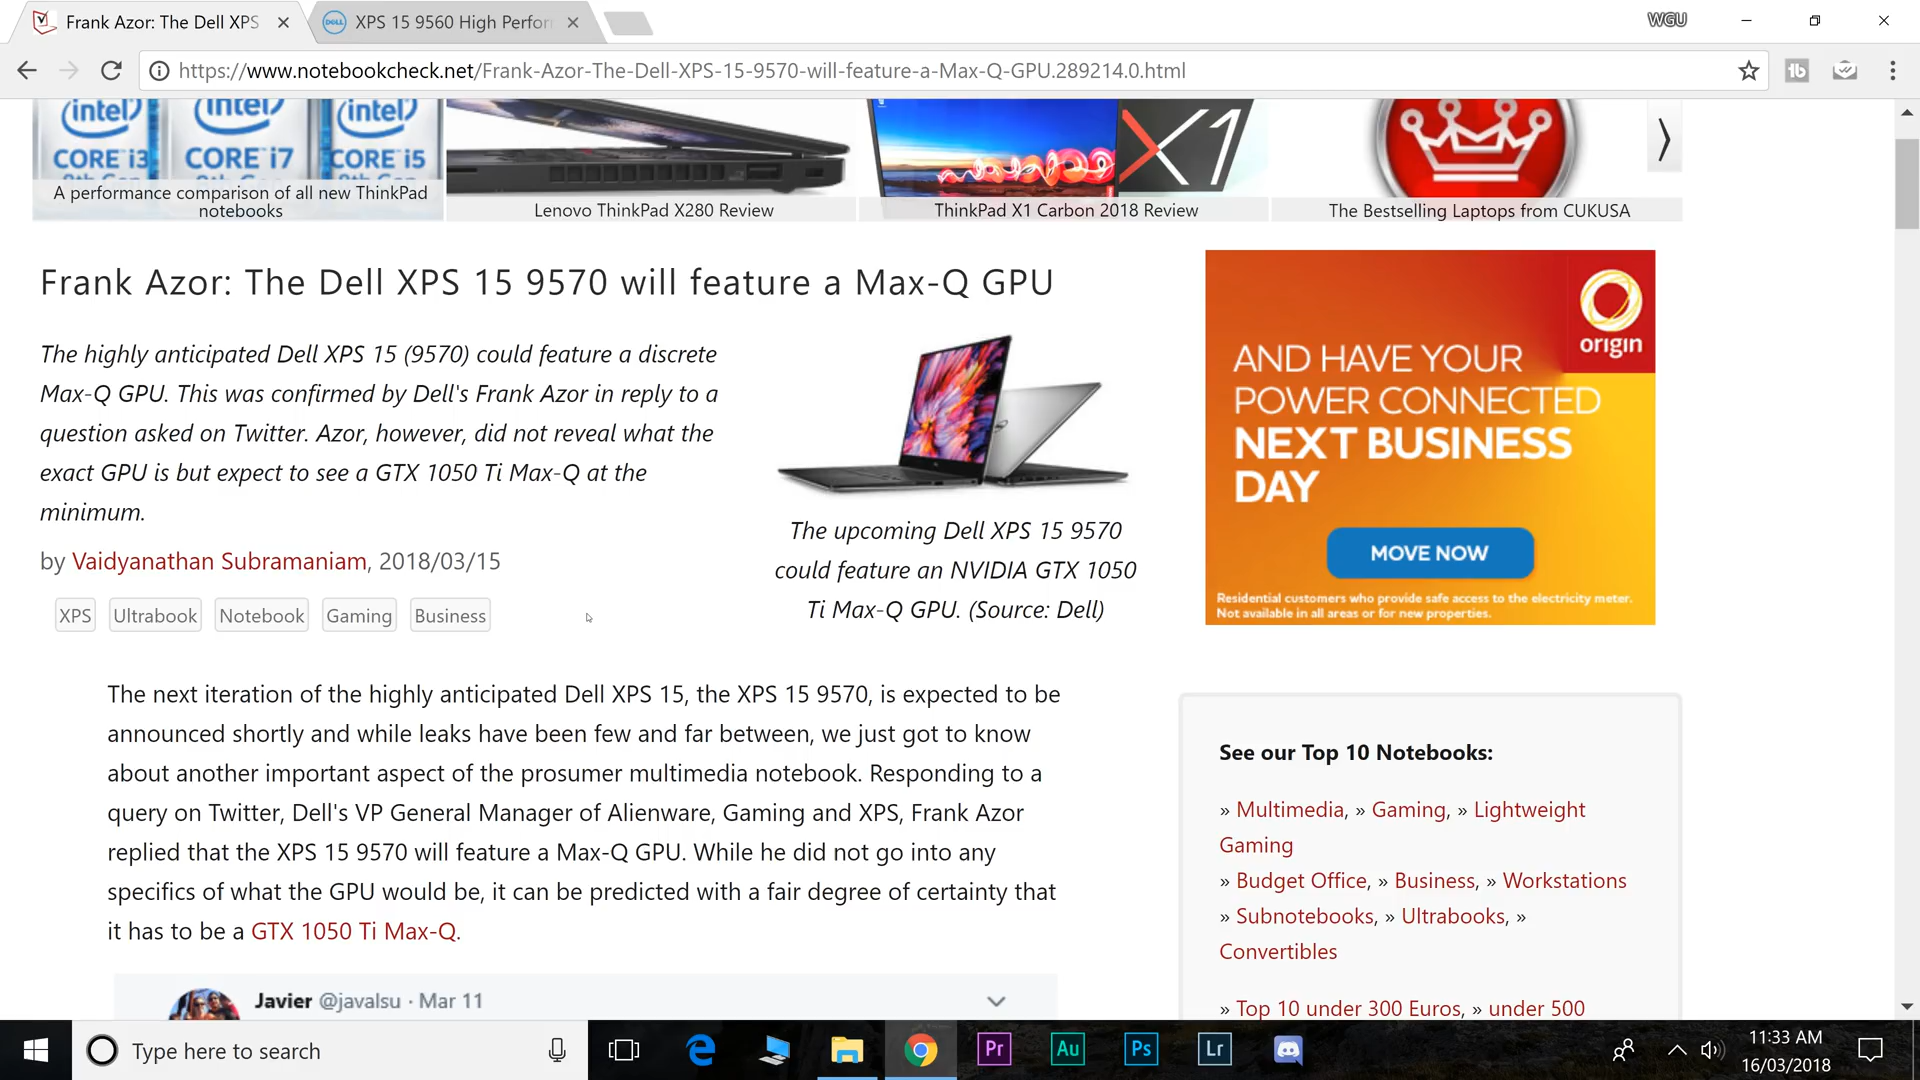 Frank Azor: The Dell XPS
XPS 15 9560 High Perfor
WGU
https://www.notebookcheck.net/Frank-Azor-The-Dell-XPS-15-9570-will-feature-a-Max-Q-GPU.289214.0.html
intel
CORE i3
intel
CORE i7
intel
CORE i5
A performance comparison of all new ThinkPad
notebooks
Lenovo ThinkPad X280 Review
X1
ThinkPad X1 Carbon 2018 Review
The Bestselling Laptops from CUKUSA
Frank Azor: The Dell XPS 15 9570 will feature a Max-Q GPU
The highly anticipated Dell XPS 15 (9570) could feature a discrete
Max-Q GPU. This was confirmed by Dell's Frank Azor in reply to a
question asked on Twitter. Azor, however, did not reveal what the
exact GPU is but expect to see a GTX 1050 Ti Max-Q at the
minimum.
by Vaidyanathan Subramaniam, 2018/03/15
XPS
Ultrabook
Notebook
Gaming
Business
The upcoming Dell XPS 15 9570
could feature an NVIDIA GTX 1050
Ti Max-Q GPU. (Source: Dell)
origin
AND HAVE YOUR
POWER CONNECTED
NEXT BUSINESS
DAY
MOVE NOW
Residential customers who provide safe access to the electricity meter.
Not available in all areas or for new properties.
The next iteration of the highly anticipated Dell XPS 15, the XPS 15 9570, is expected to be
announced shortly and while leaks have been few and far between, we just got to know
about another important aspect of the prosumer multimedia notebook. Responding to a
query on Twitter, Dell's VP General Manager of Alienware, Gaming and XPS, Frank Azor
replied that the XPS 15 9570 will feature a Max-Q GPU. While he did not go into any
specifics of what the GPU would be, it can be predicted with a fair degree of certainty that
it has to be a GTX 1050 Ti Max-Q.
Javier @javalsu · Mar 11
See our Top 10 Notebooks:
» Multimedia, » Gaming, » Lightweight
Gaming
» Budget Office, » Business, » Workstations
» Subnotebooks, » Ultrabooks, »
Convertibles
» Top 10 under 300 Euros, » under 500
Type here to search
Pr
Au
Ps
Lr
11:33 AM
16/03/2018